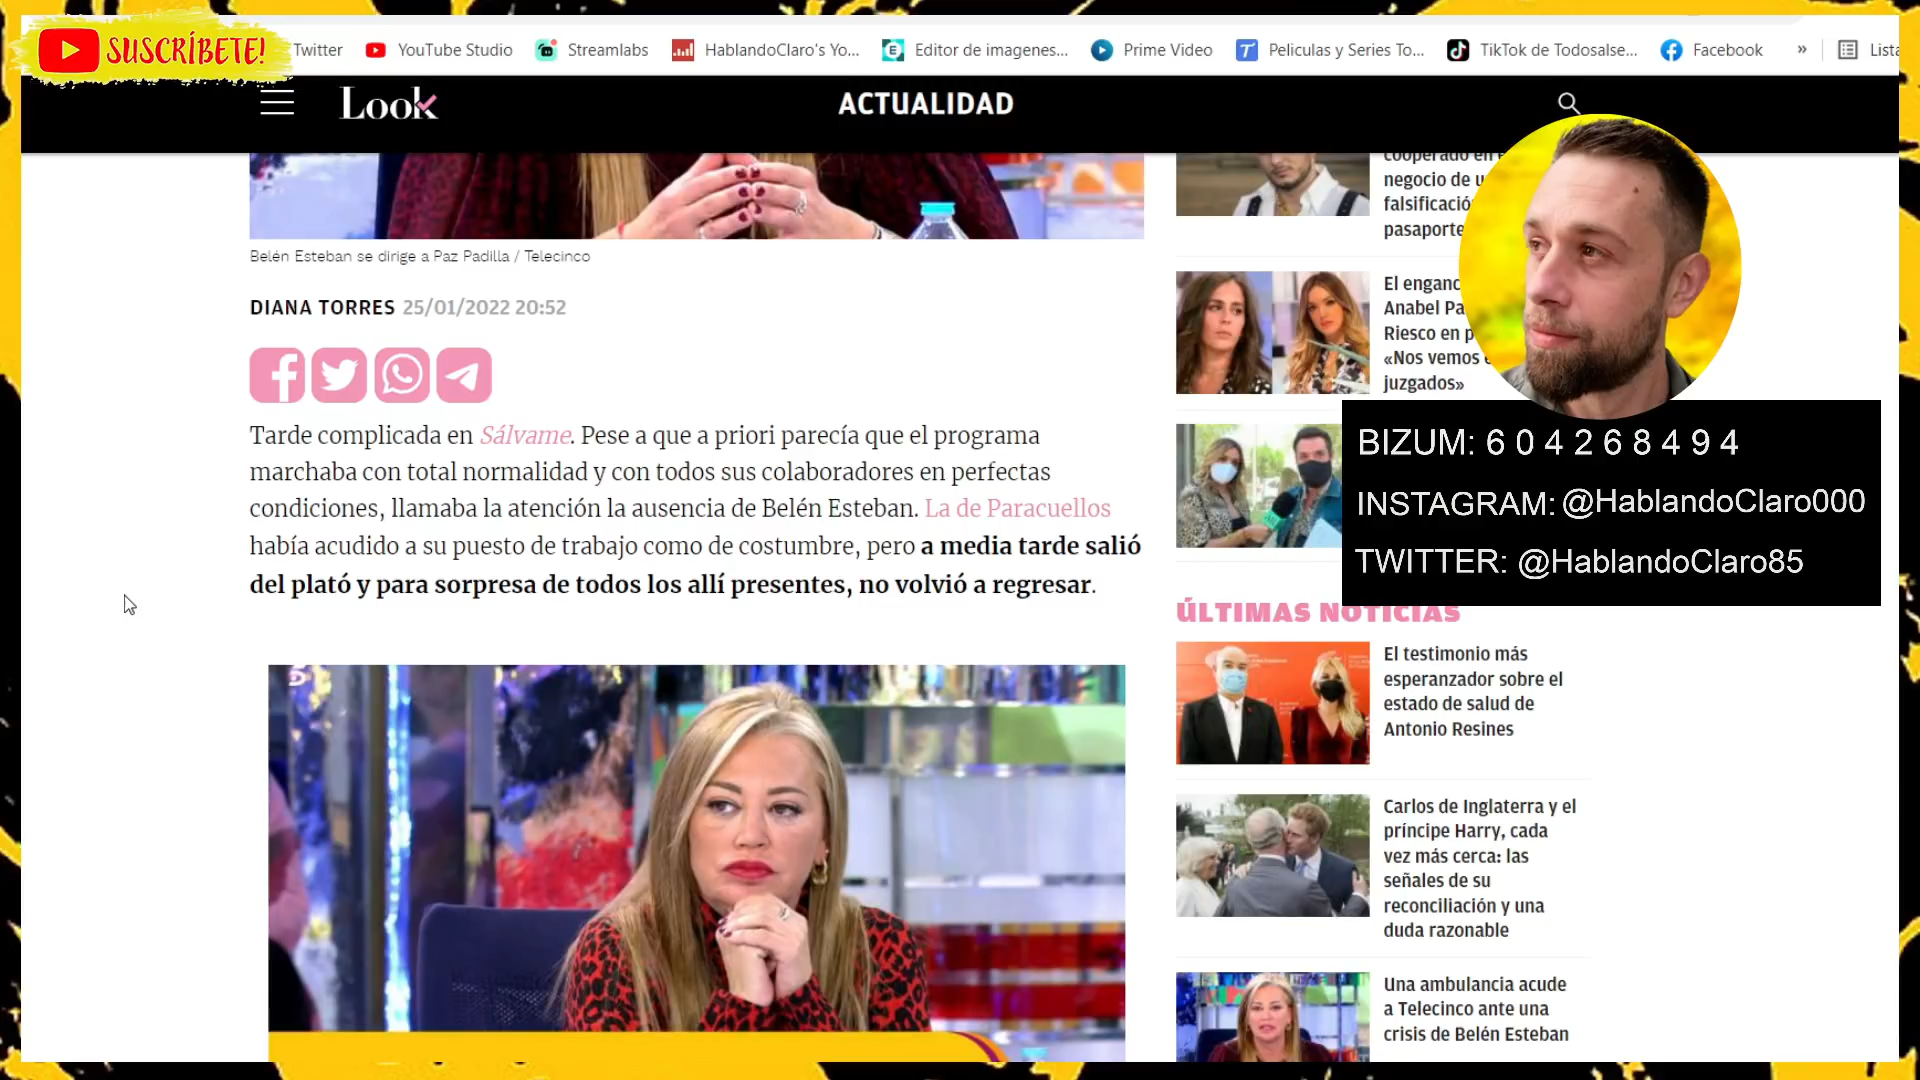 SUSCRÍBETE!
Twitter
YouTube Studio
Streamlabs
HablandoClaro's Yo...
Editor de imagenes...
Prime Video
Peliculas y Series To...
TikTok de Todosalse...
Facebook
»
Look
ACTUALIDAD
Belén Esteban se dirige a Paz Padilla / Telecinco
DIANA TORRES 25/01/2022 20:52
Tarde complicada en Sálvame. Pese a que a priori parecía que el programa
marchaba con total normalidad y con todos sus colaboradores en perfectas
condiciones, llamaba la atención la ausencia de Belén Esteban. La de Paracuellos
había acudido a su puesto de trabajo como de costumbre, pero a media tarde salió
del plató y para sorpresa de todos los allí presentes, no volvió a regresar.
cooperado en
negocio de
falsificación
pasaporte
El enganc
Anabel Pa
Riesco en p
«Nos vemos
juzgados»
BIZUM: 6 0 4 2 6 8 4 9 4
INSTAGRAM: @HablandoClaro000
TWITTER: @HablandoClaro85
ÚLTIMAS NOTICIAS
El testimonio más
esperanzador sobre el
estado de salud de
Antonio Resines
Carlos de Inglaterra y el
príncipe Harry, cada
vez más cerca: las
señales de su
reconciliación y una
duda razonable
Una ambulancia acude
a Telecinco ante una
crisis de Belén Esteban